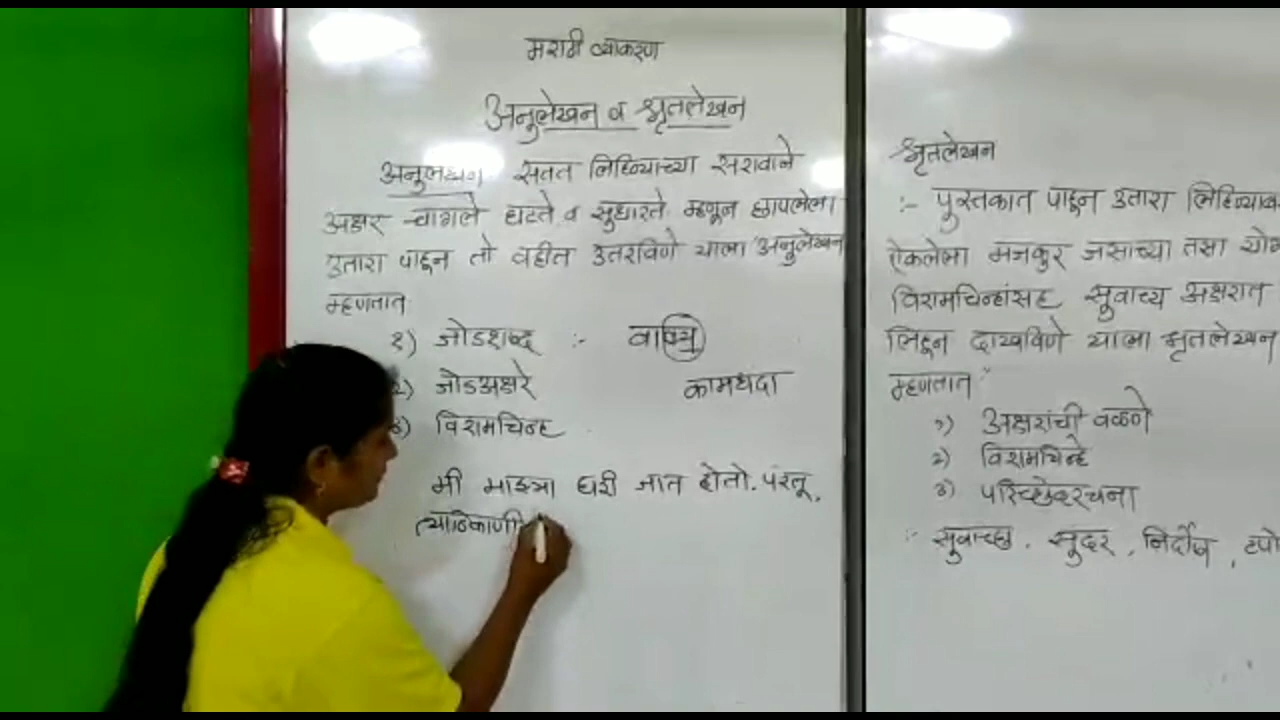 मराठी व्याकरण
अनुलेखन व श्रृतलेखन
अनुलेखन सतत लिहिण्याच्या सरावाने
अक्षर चांगले घटते व सुधारते म्हणून छापलेला
उतारा पाहून तो वहीत उतरविणे याला 'अनुलेखन
म्हणतात
१) जोडशब्द :-
२) जोडअक्षरे कायदा
३) विरामचिन्ह
मी माझ्या घरी जात होतो. परंतू,
त्याठिकाणी
श्रृतलेखन
:- पुस्तकात पाहून उतारा
ऐकलेला मजकुर जसाच्या तसा
विरामचिन्हांसह सुवाच्य अक्षरात
लिहून दाखविणे याला श्रृतलेखन
म्हणतात
१) अक्षरांची वळणे
२) विरामचिन्हे
३) परिच्छेदरचना
:- सुवाच्य, सुंदर, निर्दोष,